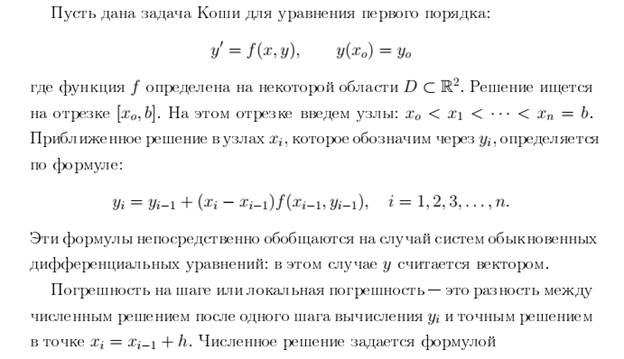 Пусть дана задача Коши для уравнения первого порядка:
y′ = f(x, y),    y(xₒ) = yₒ
где функция f определена на некоторой области D ⊂ ℝ². Решение ищется
на отрезке [xₒ, b]. На этом отрезке введем узлы: xₒ < x₁ < ⋯ < xₙ = b.
Приближенное решение в узлах xᵢ, которое обозначим через yᵢ, определяется
по формуле:
yᵢ = yᵢ₋₁ + (xᵢ − xᵢ₋₁)f(xᵢ₋₁, yᵢ₋₁),    i = 1, 2, 3, . . . , n.
Эти формулы непосредственно обобщаются на случай систем обыкновенных
дифференциальных уравнений: в этом случае y считается вектором.
Погрешность на шаге или локальная погрешность — это разность между
численным решением после одного шага вычисления yᵢ и точным решением
в точке xᵢ = xᵢ₋₁ + h. Численное решение задается формулой